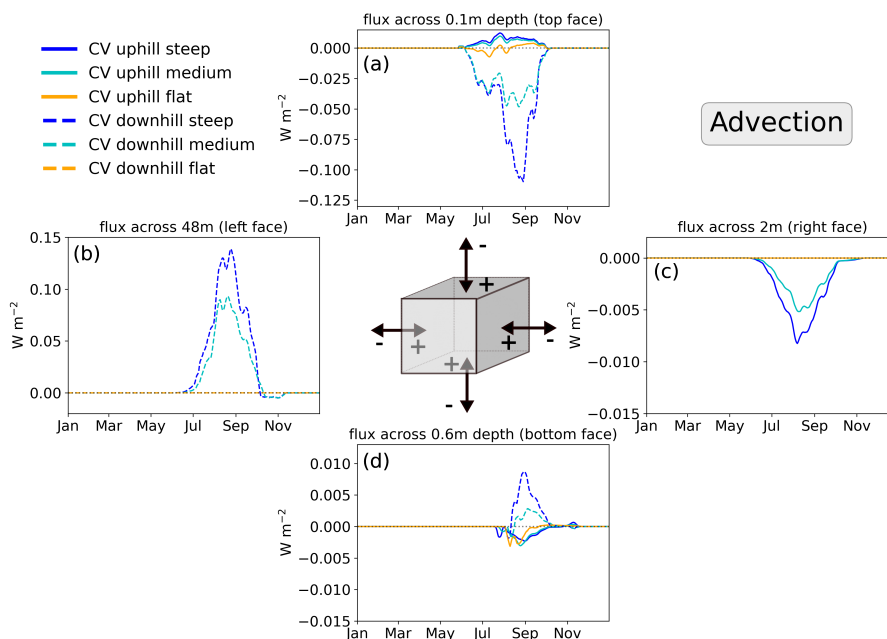 flux across 0.1m depth (top face)
CV uphill steep
CV uphill medium
CV uphill flat
CV downhill steep
CV downhill medium
CV downhill flat
(a)
W m⁻²
0.000
−0.025
−0.050
−0.075
−0.100
−0.125
Jan Mar May Jul Sep Nov
Advection
flux across 48m (left face)
(b)
W m⁻²
0.15
0.10
0.05
0.00
Jan Mar May Jul Sep Nov
-
+
-
+
+
-
+
-
flux across 2m (right face)
(c)
W m⁻²
0.000
−0.005
−0.010
−0.015
Jan Mar May Jul Sep Nov
flux across 0.6m depth (bottom face)
(d)
W m⁻²
0.010
0.005
0.000
−0.005
−0.010
−0.015
Jan Mar May Jul Sep Nov